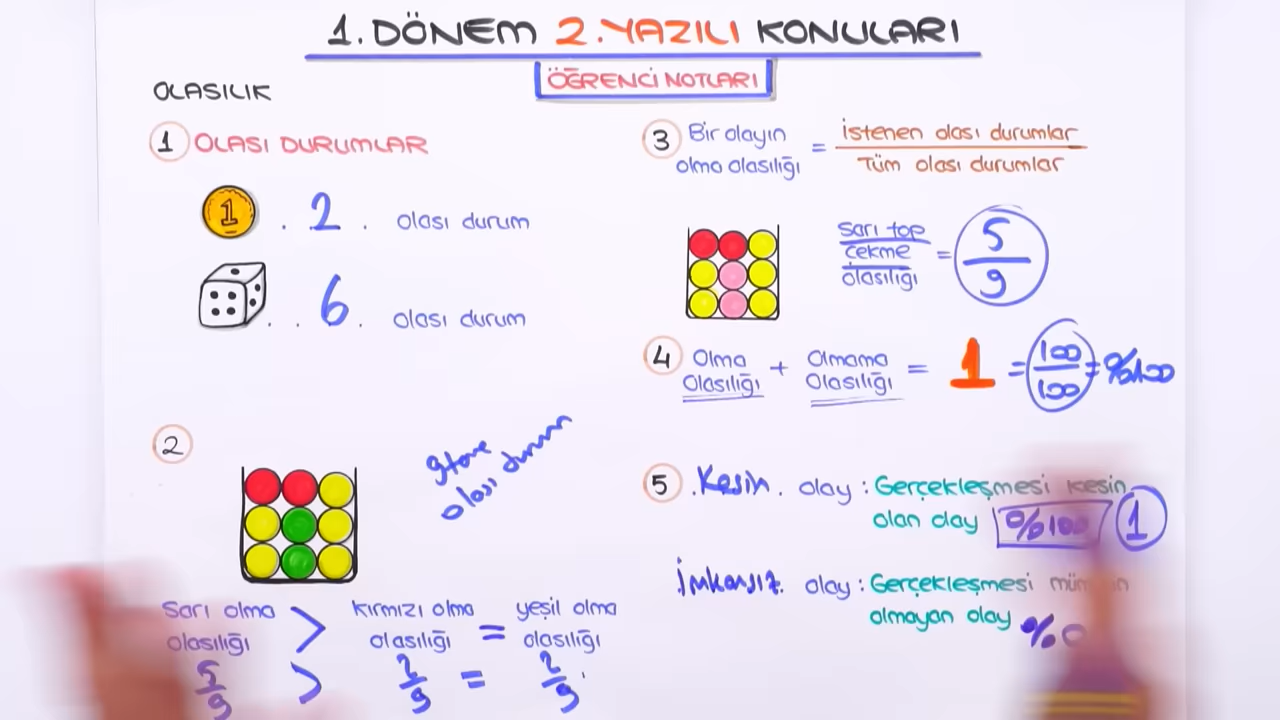 1. DÖNEM 2. YAZILI KONULARI
ÖĞRENCİ NOTLARI
OLASILIK
1 OLASI DURUMLAR
1 . 2 . olası durum
. . 6 . olası durum
2
olası durum
Sarı olma olasılığı > kırmızı olma olasılığı = yeşil olma olasılığı
5/9 > 2/9 = 2/9
3 Bir olayın olma olasılığı = İstenen olası durumlar / Tüm olası durumlar
Sarı top
çekme
olasılığı
= 5/9
4 Olma Olasılığı + Olmama Olasılığı = 1 = 100/100 = %100
5 .Kesin. olay : Gerçekleşmesi kesin
olan olay %100 1
İmkansız. olay : Gerçekleşmesi
olmayan olay %0